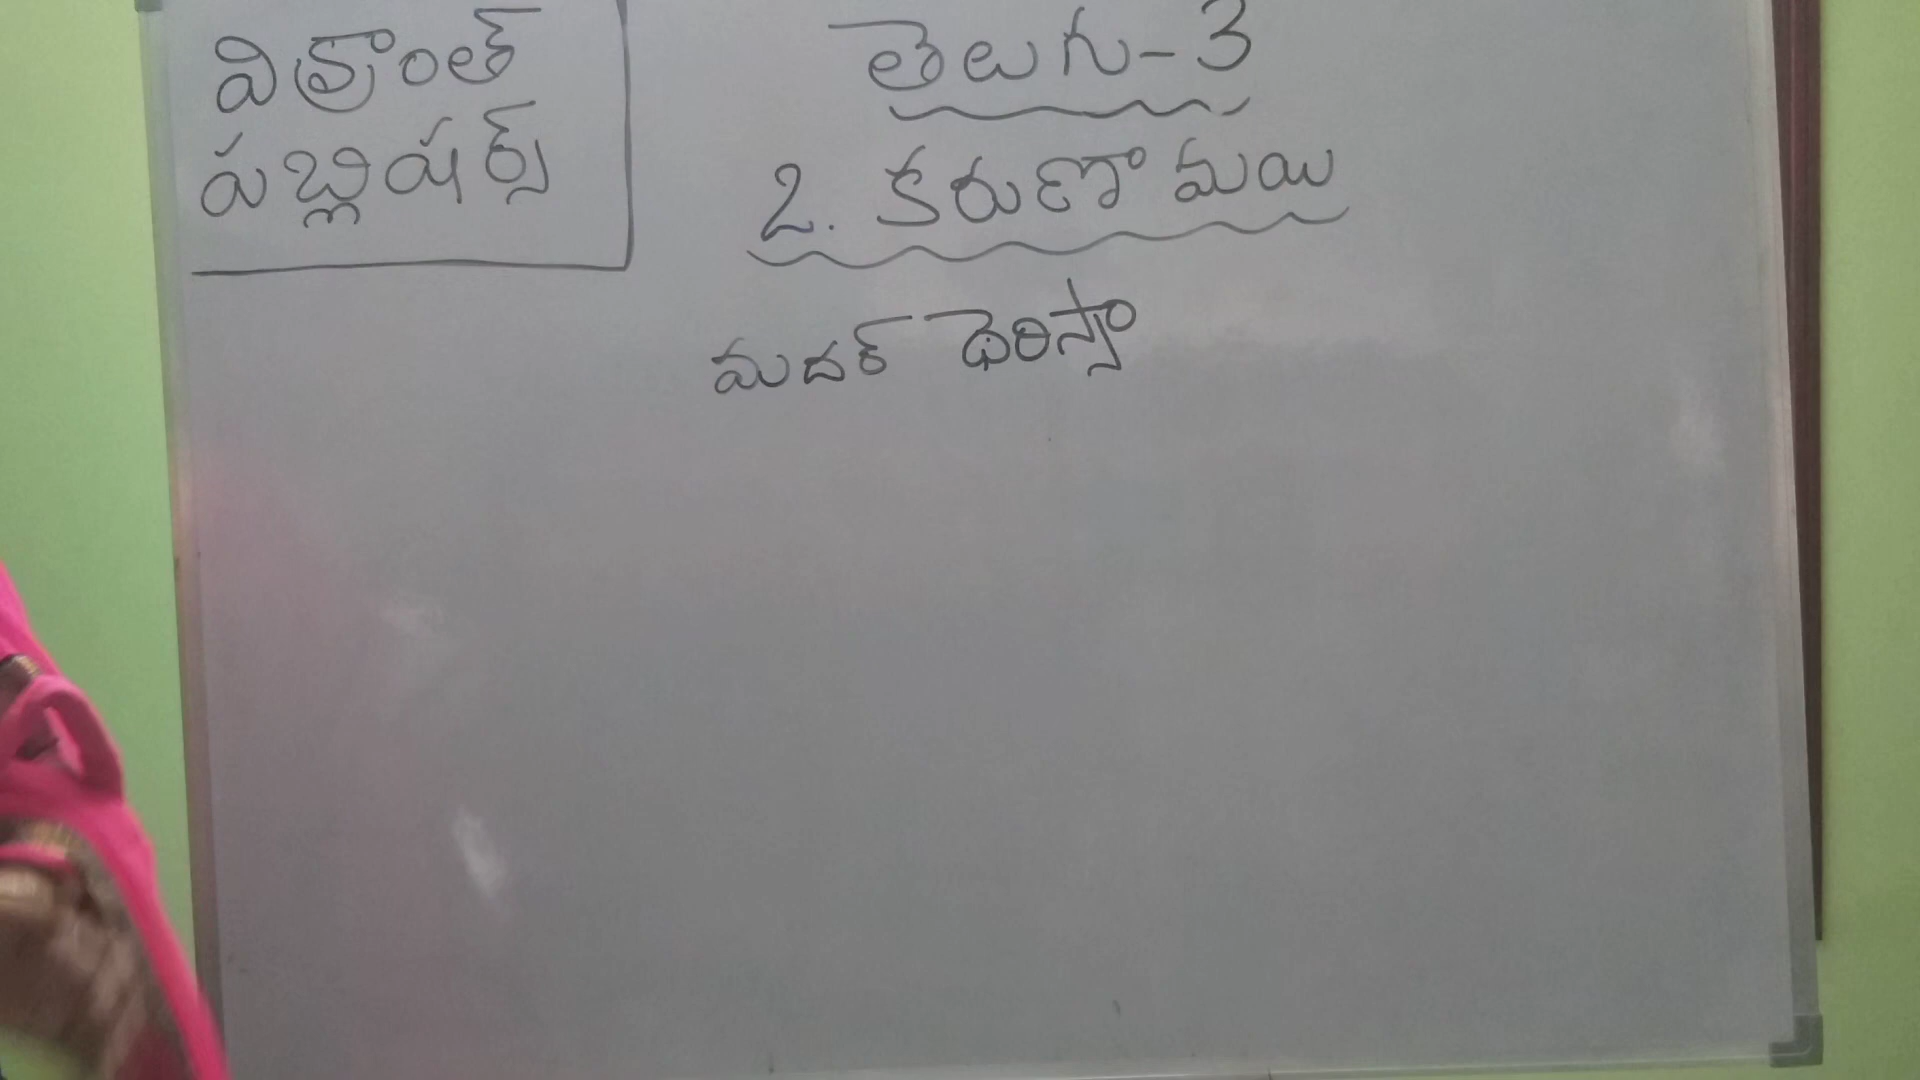 విక్రాంత్
పబ్లిషర్స్
తెలుగు-3
2. కరుణామయి
మదర్ థెరిస్సా